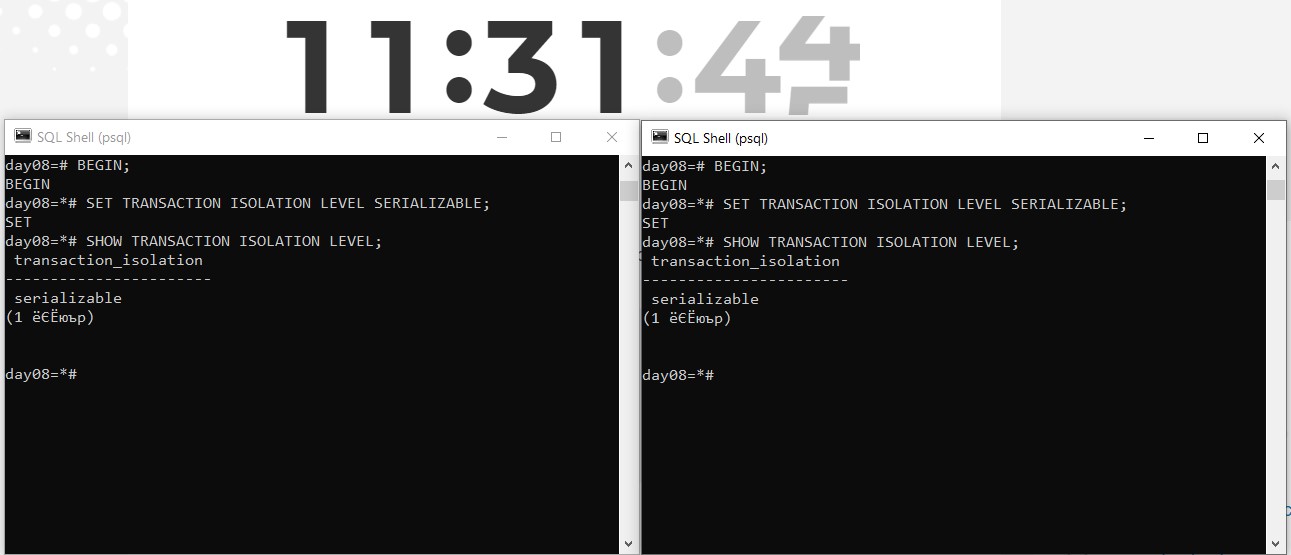 11:31:44
SQL Shell (psql)
day08=# BEGIN;
BEGIN
day08=*# SET TRANSACTION ISOLATION LEVEL SERIALIZABLE;
SET
day08=*# SHOW TRANSACTION ISOLATION LEVEL;
transaction_isolation
-----------------------
serializable
(1 ёЄЁюър)
day08=*#
SQL Shell (psql)
day08=# BEGIN;
BEGIN
day08=*# SET TRANSACTION ISOLATION LEVEL SERIALIZABLE;
SET
day08=*# SHOW TRANSACTION ISOLATION LEVEL;
transaction_isolation
-----------------------
serializable
(1 ёЄЁюър)
day08=*#